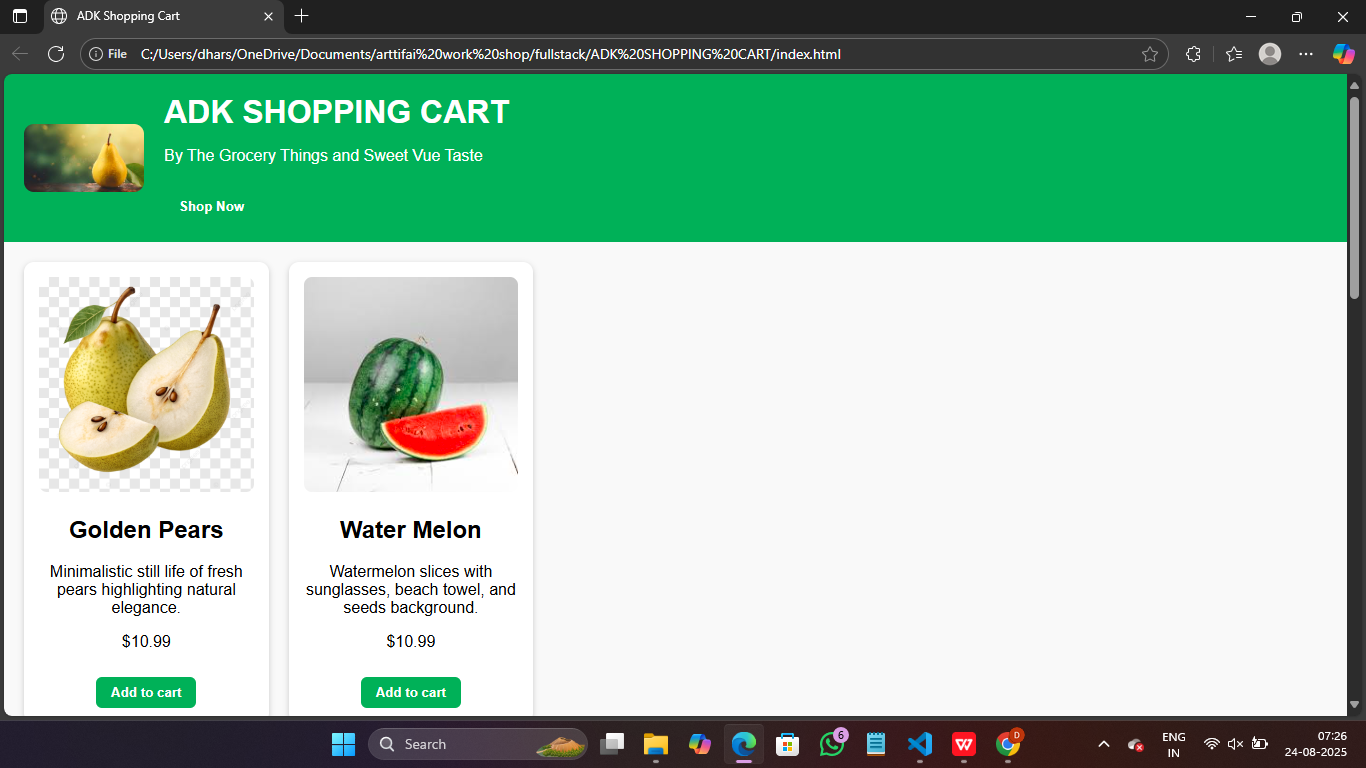 ADK Shopping Cart
File
C:/Users/dhars/OneDrive/Documents/arttifai%20work%20shop/fullstack/ADK%20SHOPPING%20CART/index.html
ADK SHOPPING CART
By The Grocery Things and Sweet Vue Taste
Shop Now
Golden Pears
Minimalistic still life of fresh
pears highlighting natural
elegance.
$10.99
Add to cart
Water Melon
Watermelon slices with
sunglasses, beach towel, and
seeds background.
$10.99
Add to cart
Search
6
W
D
ENG
IN
07:26
24-08-2025